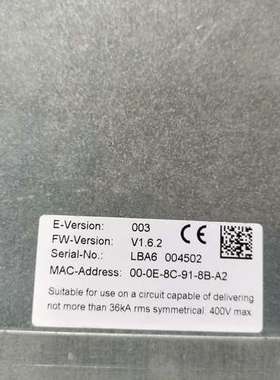 E-Version: 003
FW-Version: V1.6.2
Serial-No.: LBA6 004502
MAC-Address: 00-0E-8C-91-8B-A2
CE
Suitable for use on a circuit capable of delivering
not more than 36kA rms symmetrical; 400V max